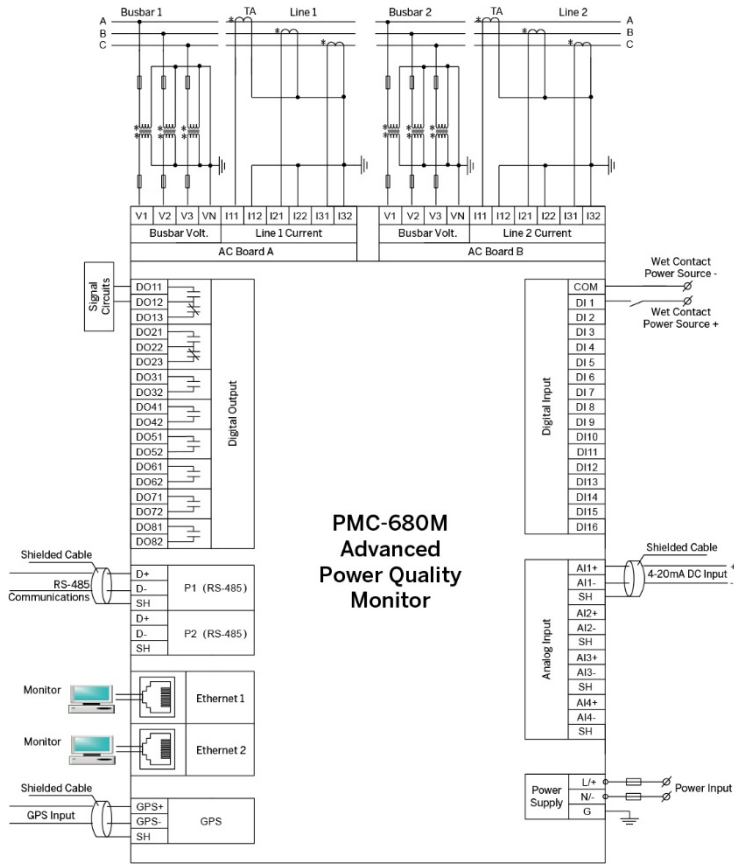 Busbar 1 TA Line 1 Busbar 2 TA Line 2
A A
B B
C C
* * * * * *
* * * * * *
V1 V2 V3 VN I11 I12 I21 I22 I31 I32 V1 V2 V3 VN I11 I12 I21 I22 I31 I32
Busbar Volt. Line 1 Current Busbar Volt. Line 2 Current
AC Board A AC Board B
Signal
Circuits
DO11
DO12
DO13
DO21
DO22
DO23
DO31
DO32
DO41
DO42
DO51
DO52
DO61
DO62
DO71
DO72
DO81
DO82
Digital Output
Wet Contact
Power Source -
Wet Contact
Power Source +
COM
DI 1
DI 2
DI 3
DI 4
DI 5
DI 6
DI 7
DI 8
DI 9
DI10
DI11
DI12
DI13
DI14
DI15
DI16
Digital Input
PMC-680M
Advanced
Power Quality
Monitor
Shielded Cable
RS-485
Communications
D+
D-
SH
P1 (RS-485)
D+
D-
SH
P2 (RS-485)
Monitor
Ethernet 1
Monitor
Ethernet 2
Shielded Cable
GPS Input
GPS+
GPS-
SH
GPS
Analog Input
AI1+
AI1-
SH
AI2+
AI2-
SH
AI3+
AI3-
SH
AI4+
AI4-
SH
Shielded Cable
4-20mA DC Input
+
-
Power
Supply
L/+
N/-
G
Power Input